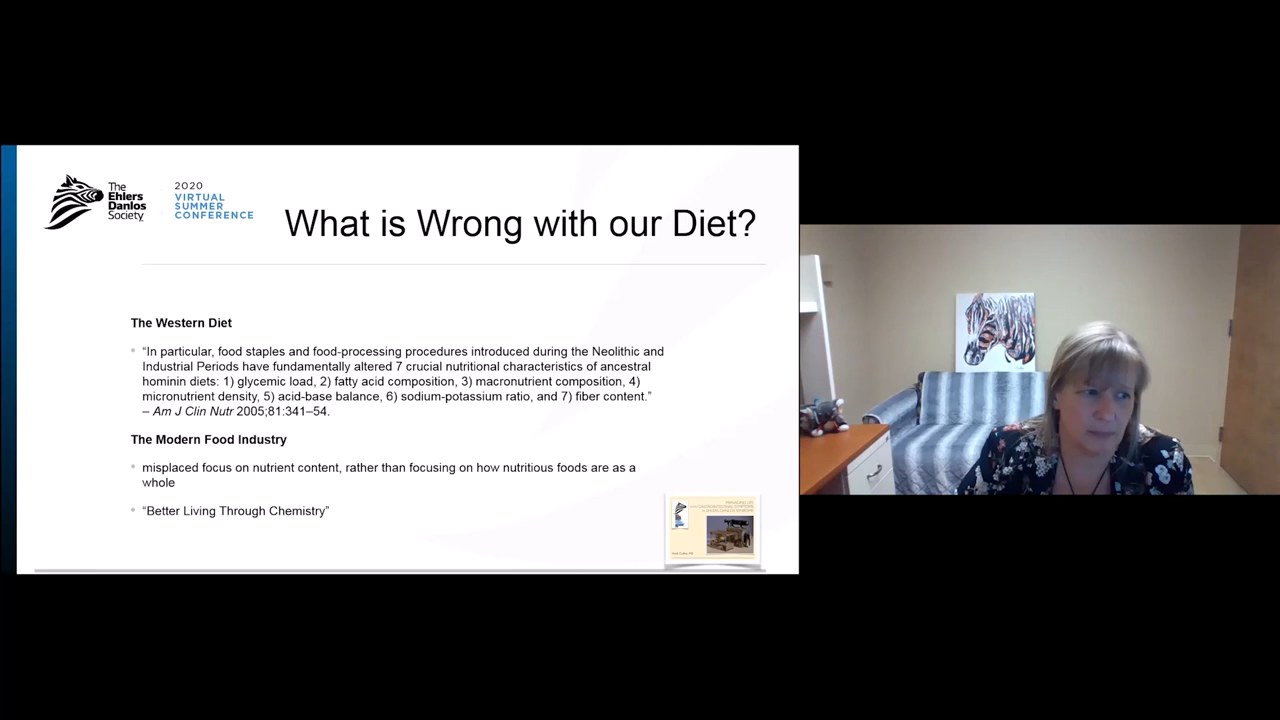 The
Ehlers
Danlos
Society
2020
VIRTUAL
SUMMER
CONFERENCE
What is Wrong with our Diet?
The Western Diet
“In particular, food staples and food-processing procedures introduced during the Neolithic and
Industrial Periods have fundamentally altered 7 crucial nutritional characteristics of ancestral
hominin diets: 1) glycemic load, 2) fatty acid composition, 3) macronutrient composition, 4)
micronutrient density, 5) acid-base balance, 6) sodium-potassium ratio, and 7) fiber content.”
– Am J Clin Nutr 2005;81:341–54.
The Modern Food Industry
misplaced focus on nutrient content, rather than focusing on how nutritious foods are as a
whole
“Better Living Through Chemistry”